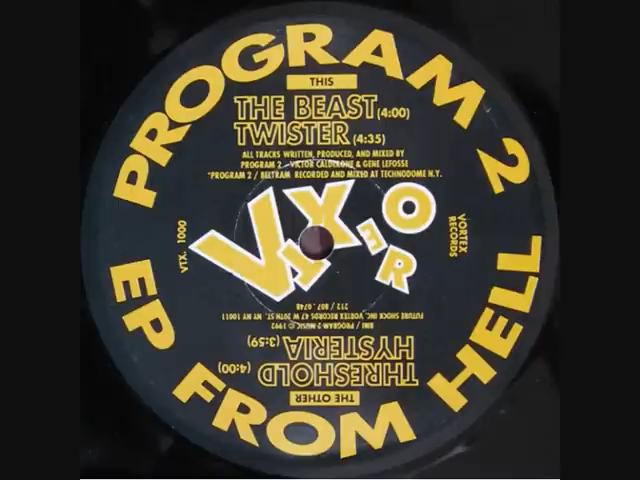 PROGRAM 2
THIS
THE BEAST (4:00)
TWISTER (4:35)
ALL TRACKS WRITTEN, PRODUCED, AND MIXED BY
PROGRAM 2 - VICTOR CALDERONE & GENE LEFOSSE
*PROGRAM 2 / BELTRAM RECORDED AND MIXED AT TECHNODOME N.Y.
VTX. 1000
VORTEX
VORTEX
RECORDS
FUTURE SHOCK, INC. VORTEX RECORDS 47 W 20TH ST. NY NY 10011
212 / 807 . 0748
BMI / PROGRAM 2 MUSIC © 1992
THE OTHER
THRESHOLD (4:00)
HYSTERIA (3:59)
EP FROM HELL